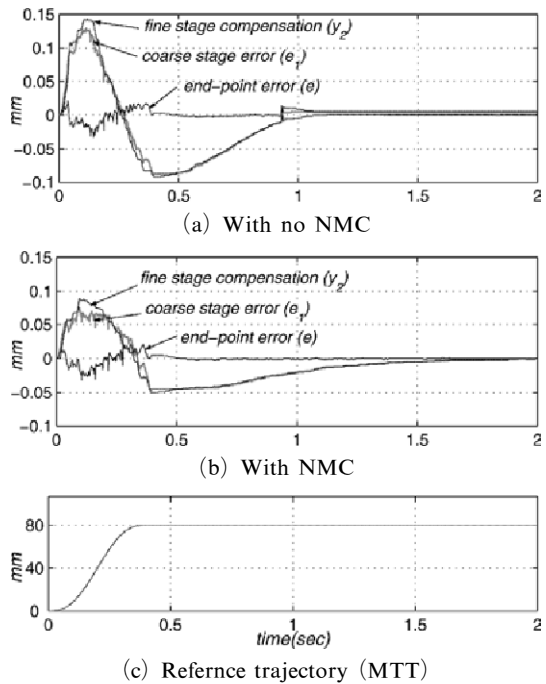 0.15
0.1
0.05
0
−0.05
−0.1
mm
fine stage compensation (y2)
coarse stage error (e1)
end−point error (e)
0 0.5 1 1.5 2
(a) With no NMC
0.15
0.1
0.05
0
−0.05
−0.1
mm
fine stage compensation (y2)
coarse stage error (e1)
end−point error (e)
0 0.5 1 1.5 2
(b) With NMC
80
40
0
mm
0 0.5 1 1.5 2
time(sec)
(c) Refernce trajectory (MTT)